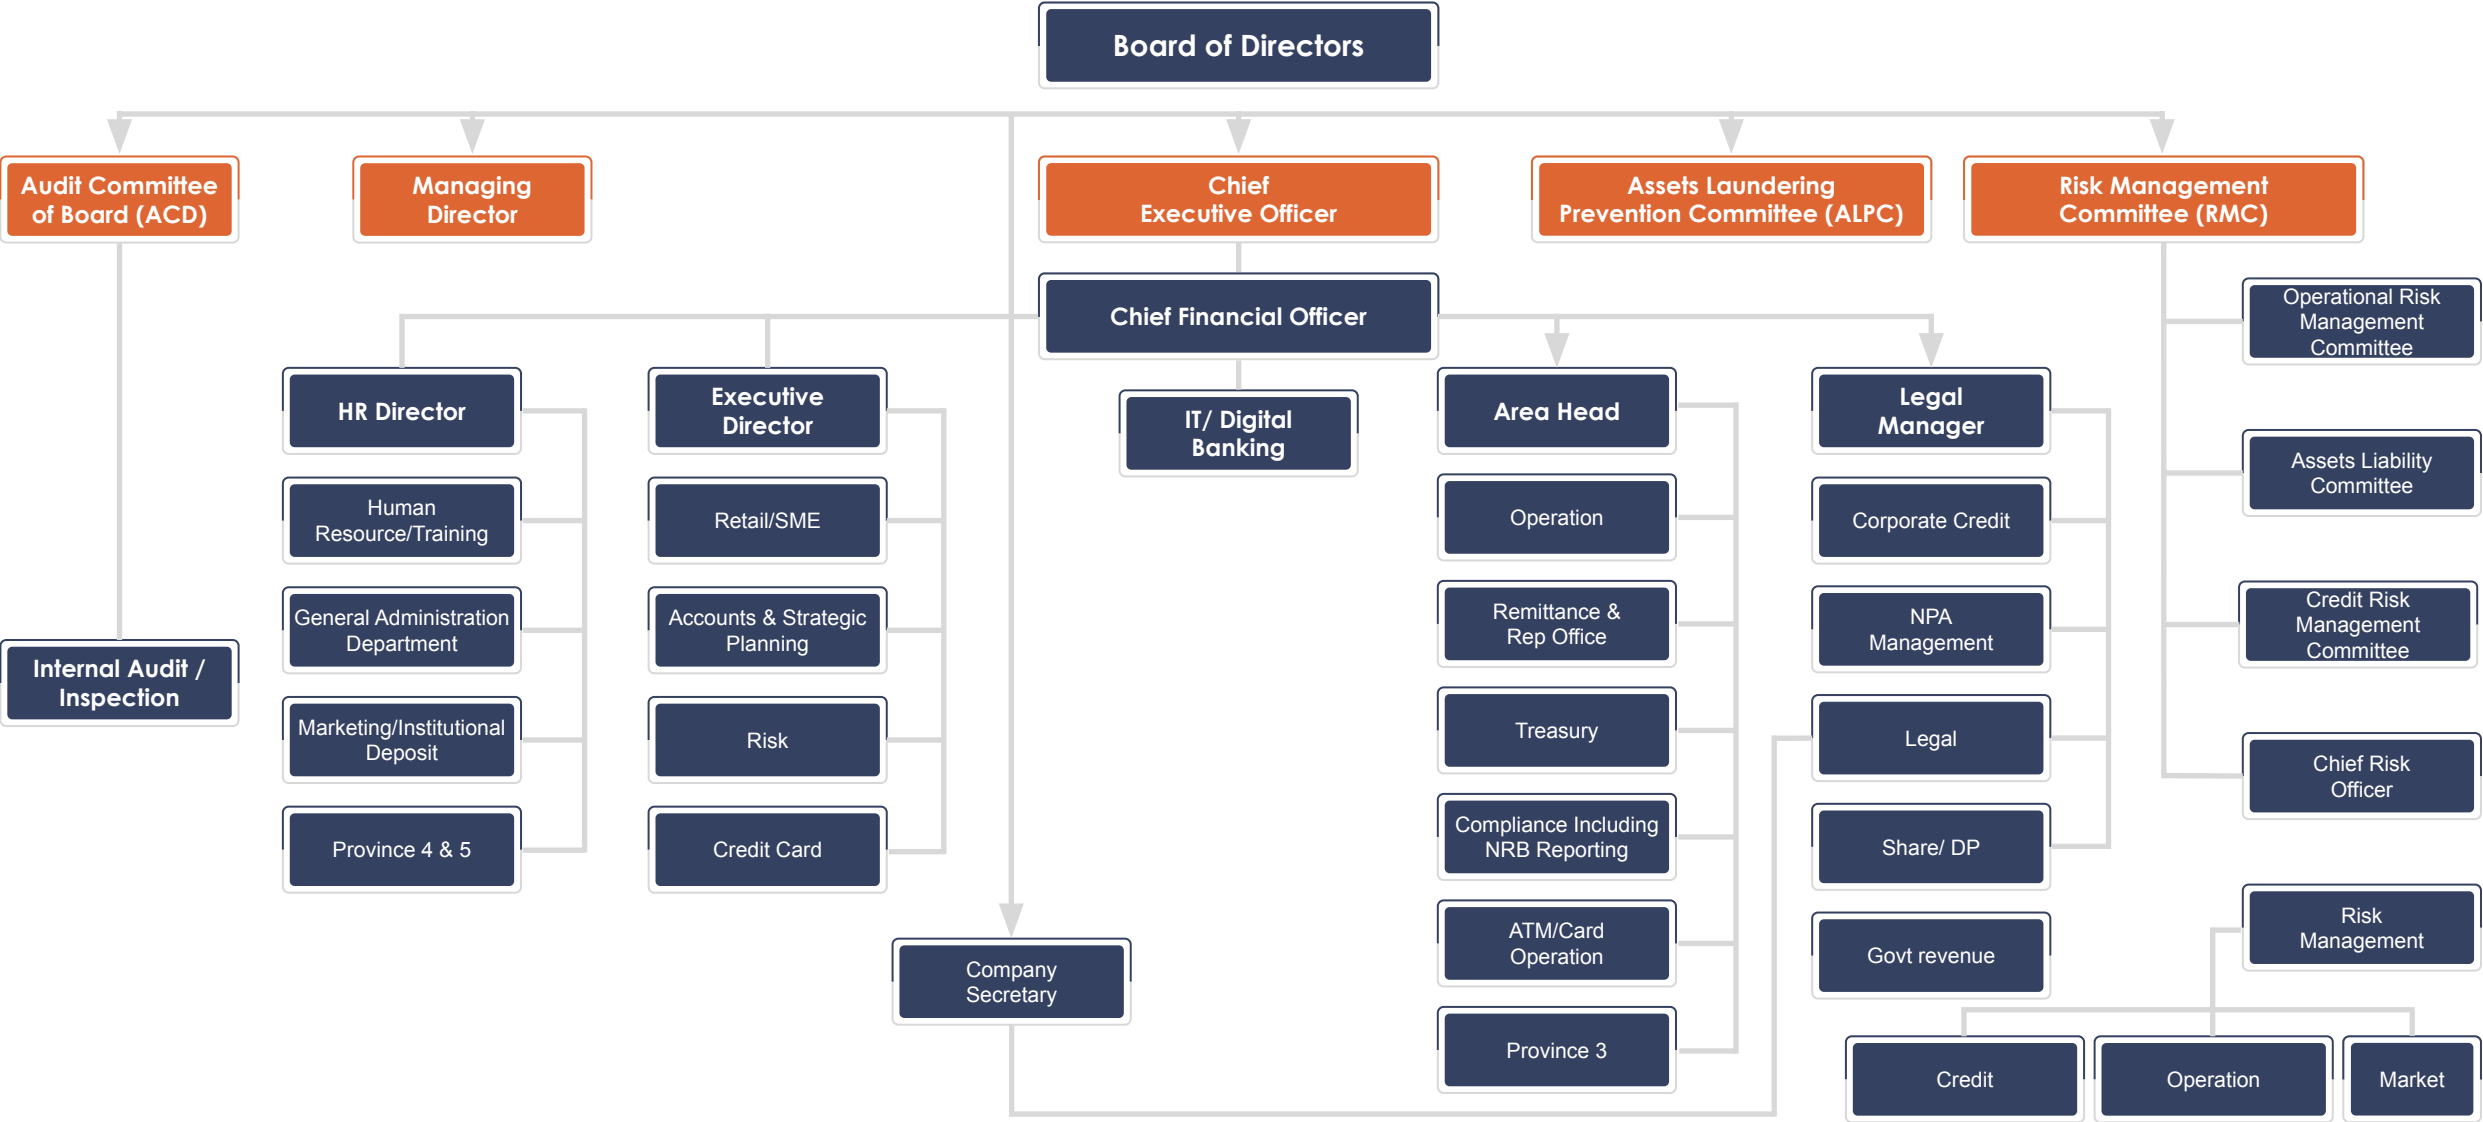 Board of Directors
Audit Committee
of Board (ACD)
Managing
Director
Chief
Executive Officer
Assets Laundering
Prevention Committee (ALPC)
Risk Management
Committee (RMC)
Chief Financial Officer
HR Director
Human
Resource/Training
General Administration
Department
Marketing/Institutional
Deposit
Province 4 & 5
Executive
Director
Retail/SME
Accounts & Strategic
Planning
Risk
Credit Card
IT/ Digital
Banking
Area Head
Operation
Remittance &
Rep Office
Treasury
Compliance Including
NRB Reporting
ATM/Card
Operation
Province 3
Legal
Manager
Corporate Credit
NPA
Management
Legal
Share/ DP
Govt revenue
Operational Risk
Management
Committee
Assets Liability
Committee
Credit Risk
Management
Committee
Chief Risk
Officer
Risk
Management
Internal Audit /
Inspection
Company
Secretary
Credit
Operation
Market